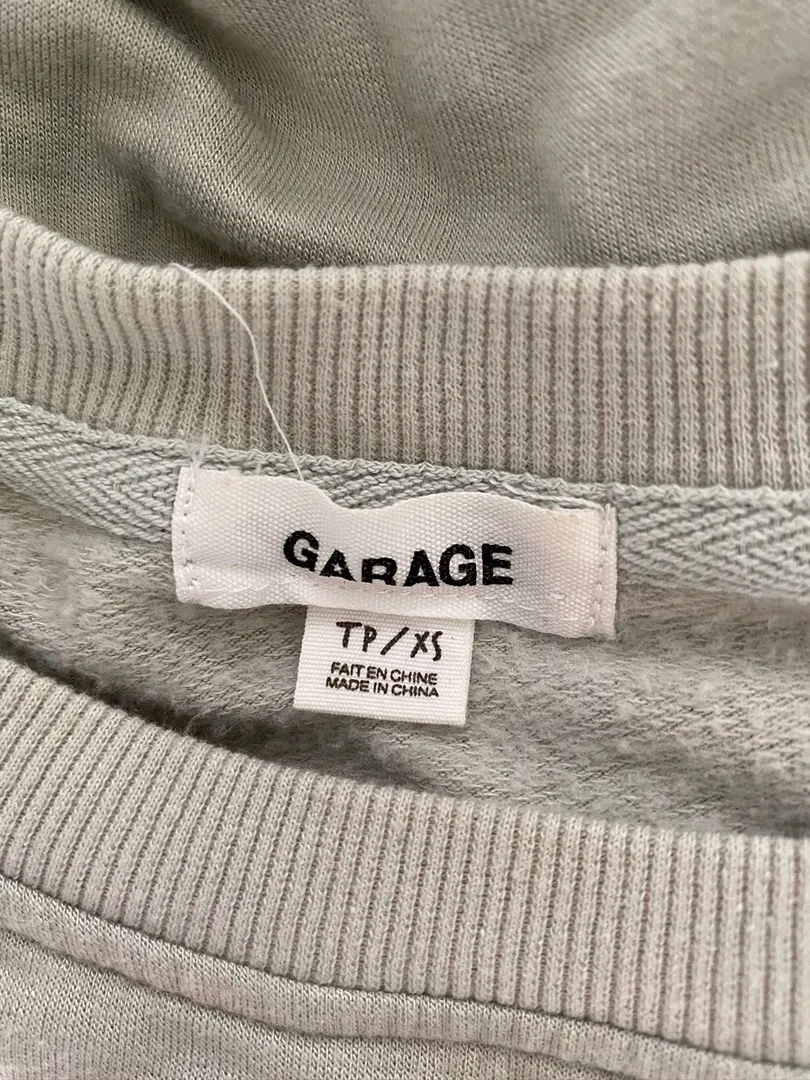 GARAGE
TP/XS
FAIT EN CHINE
MADE IN CHINA